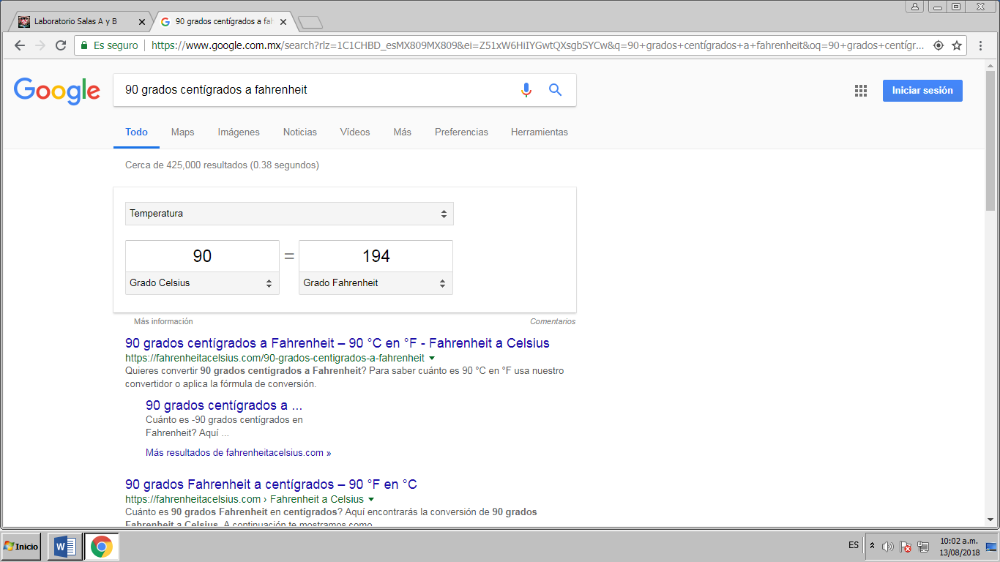 Laboratorio Salas A y B
90 grados centígrados a fah
Es seguro
https://www.google.com.mx/search?rlz=1C1CHBD_esMX809MX809&ei=Z51xW6HiIYGwtQXsgbSYCw&q=90+grados+centígrados+a+fahrenheit&oq=90+grados+centígr...
Google
90 grados centígrados a fahrenheit
Iniciar sesión
Todo
Maps
Imágenes
Noticias
Vídeos
Más
Preferencias
Herramientas
Cerca de 425,000 resultados (0.38 segundos)
Temperatura
90 = 194
Grado Celsius
Grado Fahrenheit
Más información
Comentarios
90 grados centígrados a Fahrenheit – 90 °C en °F - Fahrenheit a Celsius
https://fahrenheitacelsius.com/90-grados-centigrados-a-fahrenheit
Quieres convertir 90 grados centígrados a Fahrenheit? Para saber cuánto es 90 °C en °F usa nuestro
convertidor o aplica la fórmula de conversión.
90 grados centígrados a ...
Cuánto es -90 grados centígrados en
Fahrenheit? Aquí ...
Más resultados de fahrenheitacelsius.com »
90 grados Fahrenheit a centígrados – 90 °F en °C
https://fahrenheitacelsius.com › Fahrenheit a Celsius
Cuánto es 90 grados Fahrenheit en centígrados? Aquí encontrarás la conversión de 90 grados
Fahrenheit a Celsius. A continuación te mostramos como
Inicio
ES
10:02 a.m.
13/08/2018